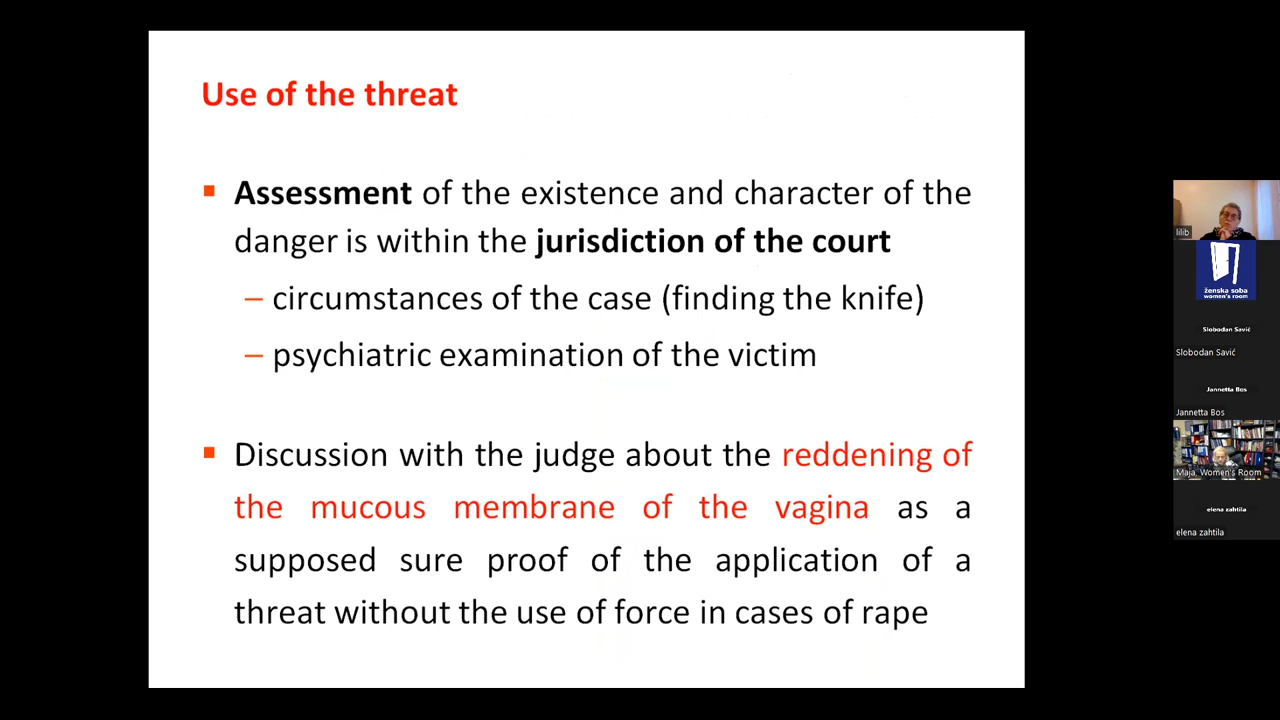 Use of the threat
Assessment of the existence and character of the
danger is within the jurisdiction of the court
– circumstances of the case (finding the knife)
– psychiatric examination of the victim
Discussion with the judge about the reddening of
the mucous membrane of the vagina as a
supposed sure proof of the application of a
threat without the use of force in cases of rape
lilib
ženska soba
women's room
Slobodan Savić
Slobodan Savić
Jannetta Bos
Jannetta Bos
Maja, Women's Room
elena zahtila
elena zahtila